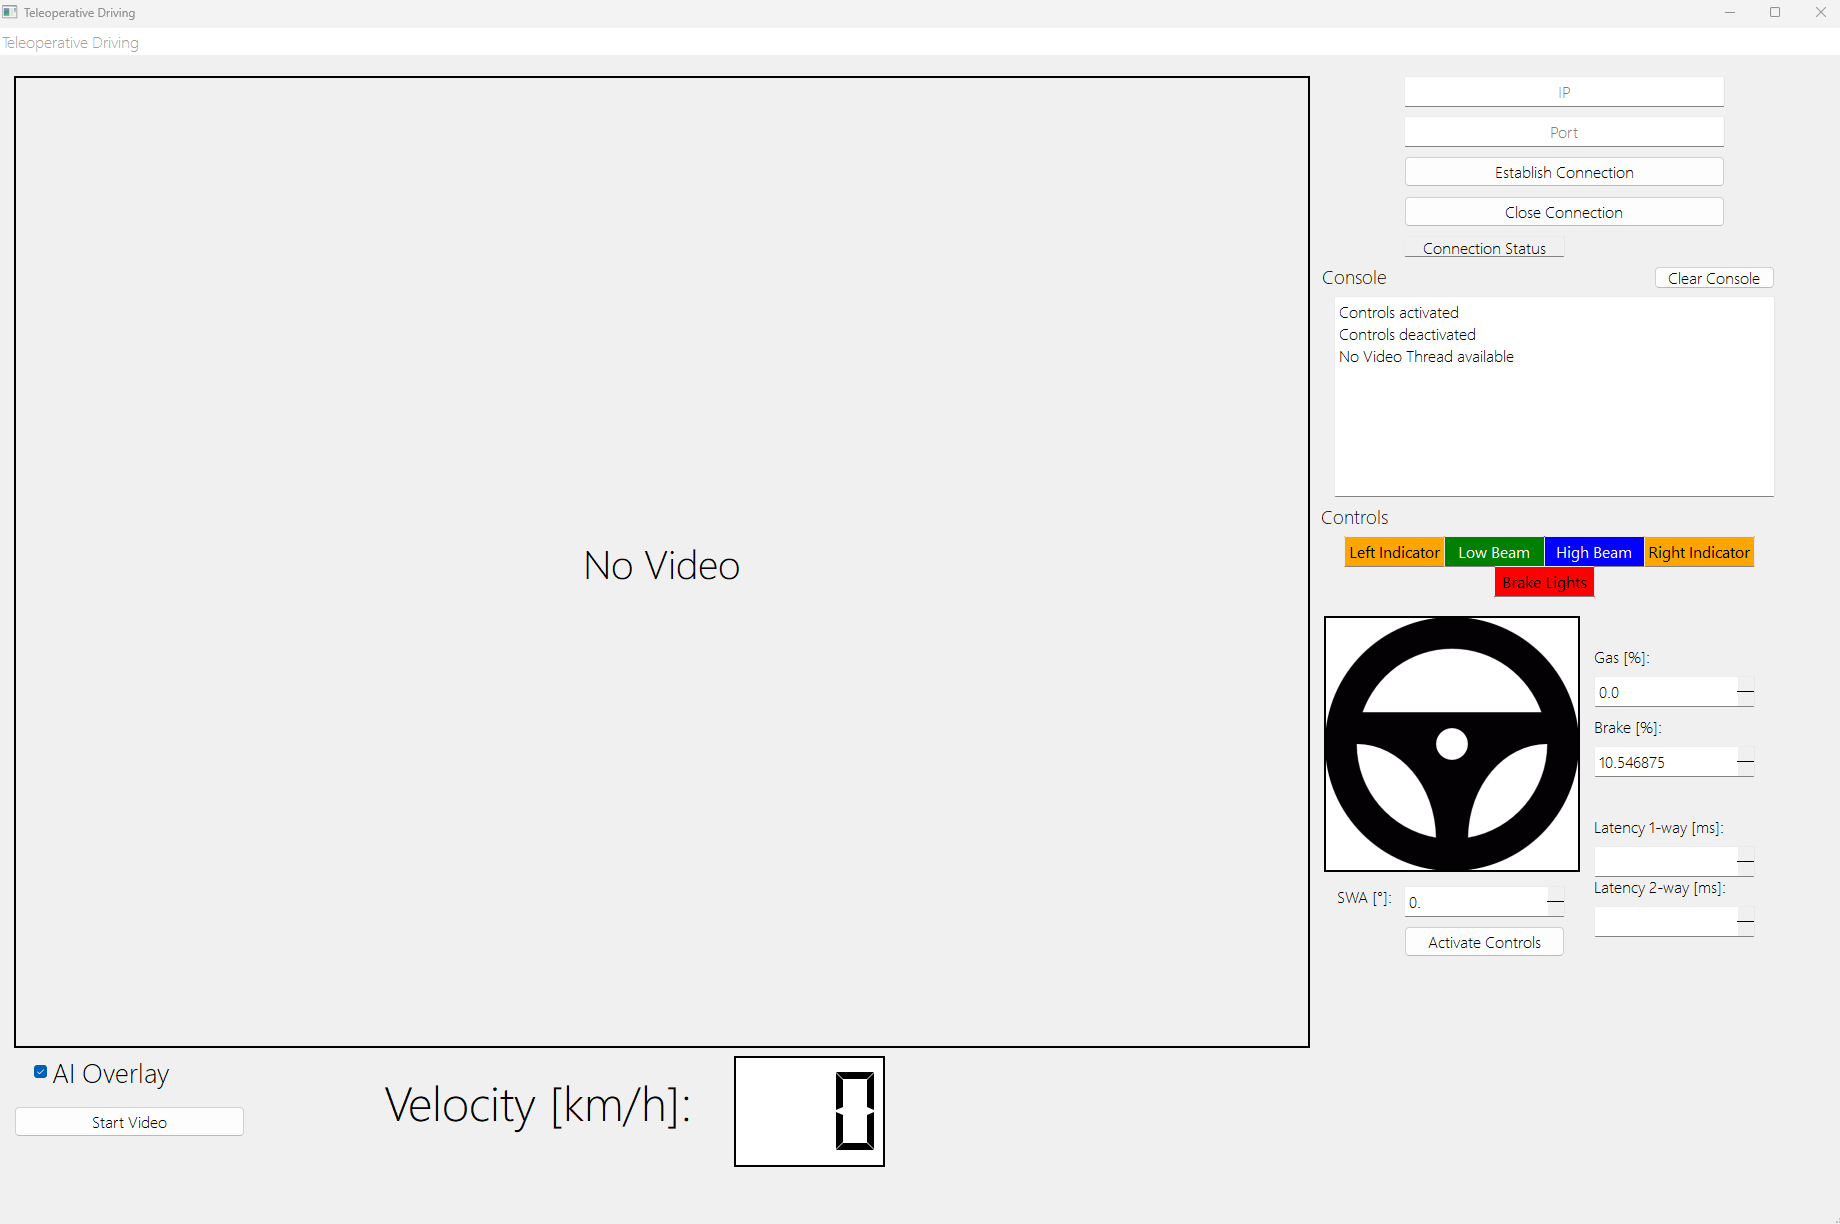 Teleoperative Driving
Teleoperative Driving
IP
Port
Establish Connection
Close Connection
Connection Status
Console
Clear Console
Controls activated
Controls deactivated
No Video Thread available
No Video
Controls
Left Indicator
Low Beam
High Beam
Right Indicator
Brake Lights
Gas [%]:
0.0
Brake [%]:
10.546875
Latency 1-way [ms]:
Latency 2-way [ms]:
SWA [°]:
0.
Activate Controls
AI Overlay
Start Video
Velocity [km/h]:
0